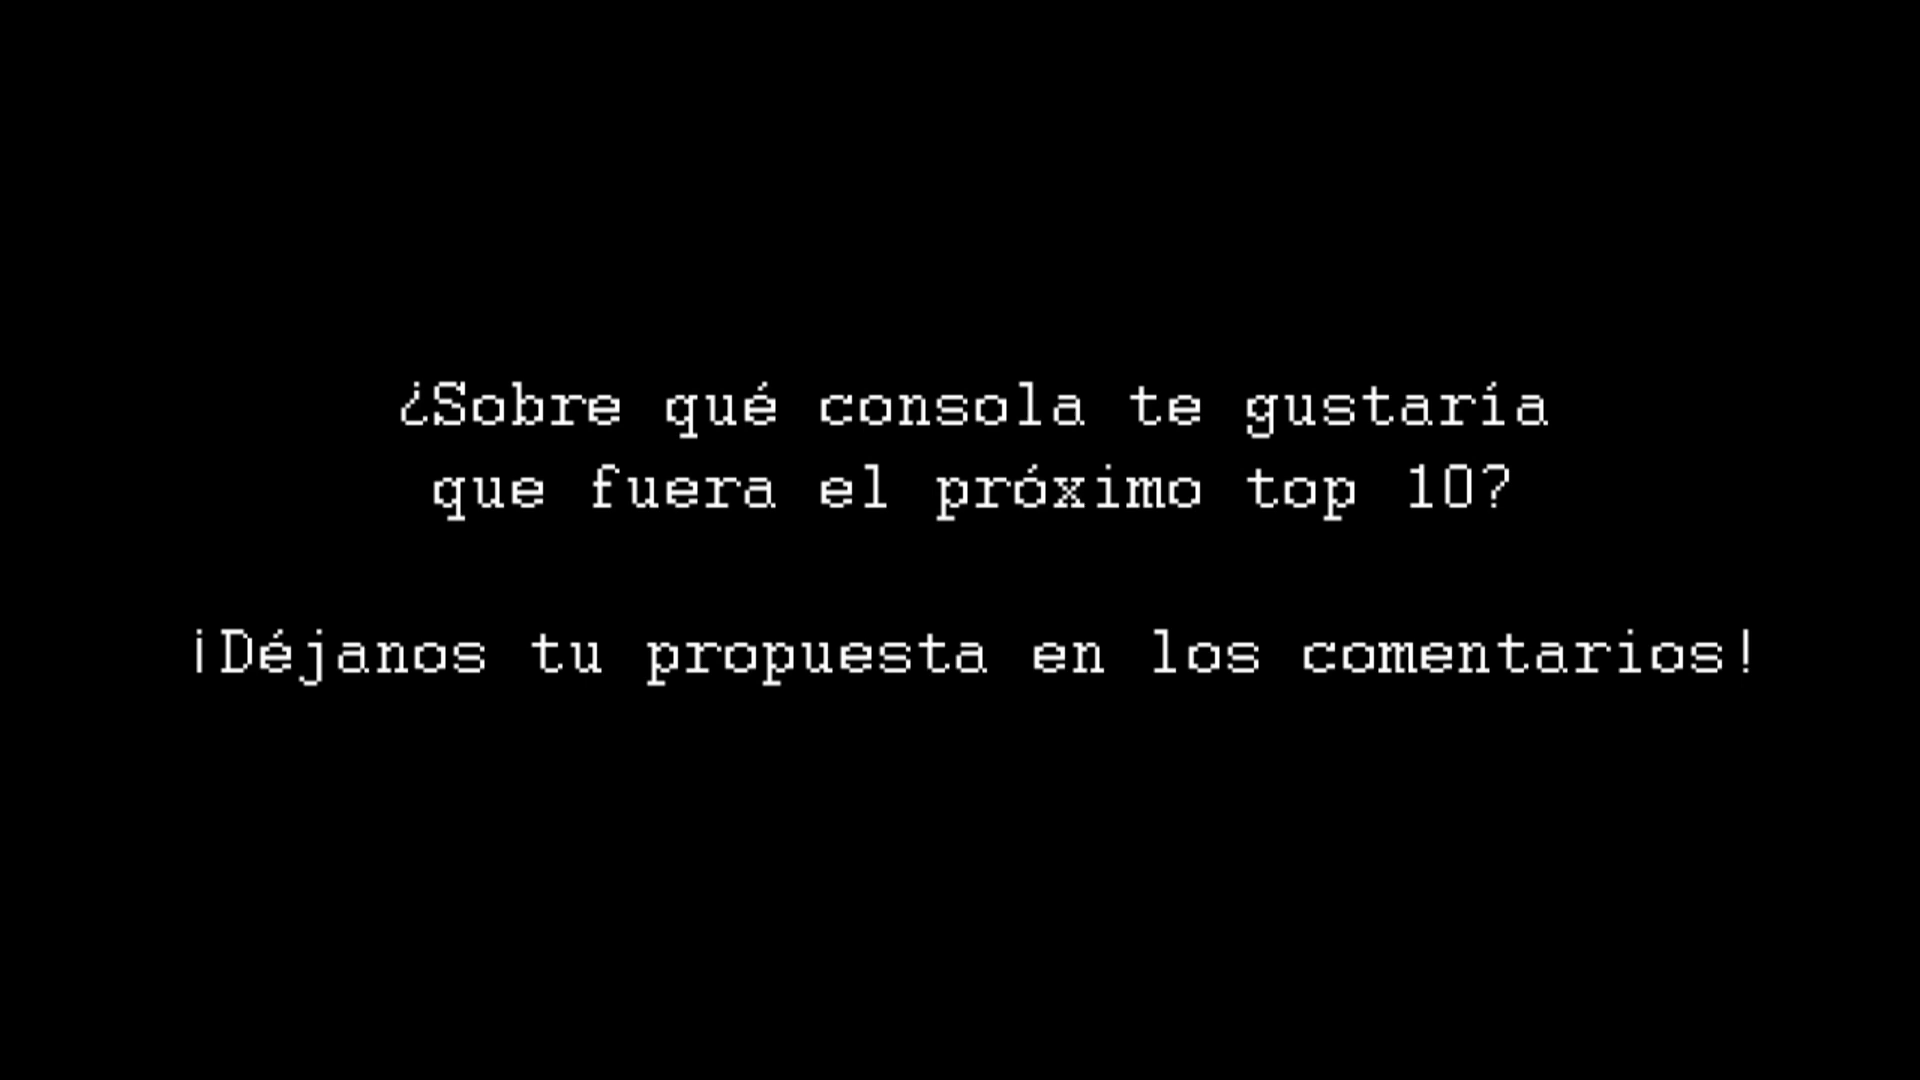 ¿Sobre qué consola te gustaría
que fuera el próximo top 10?
¡Déjanos tu propuesta en los comentarios!